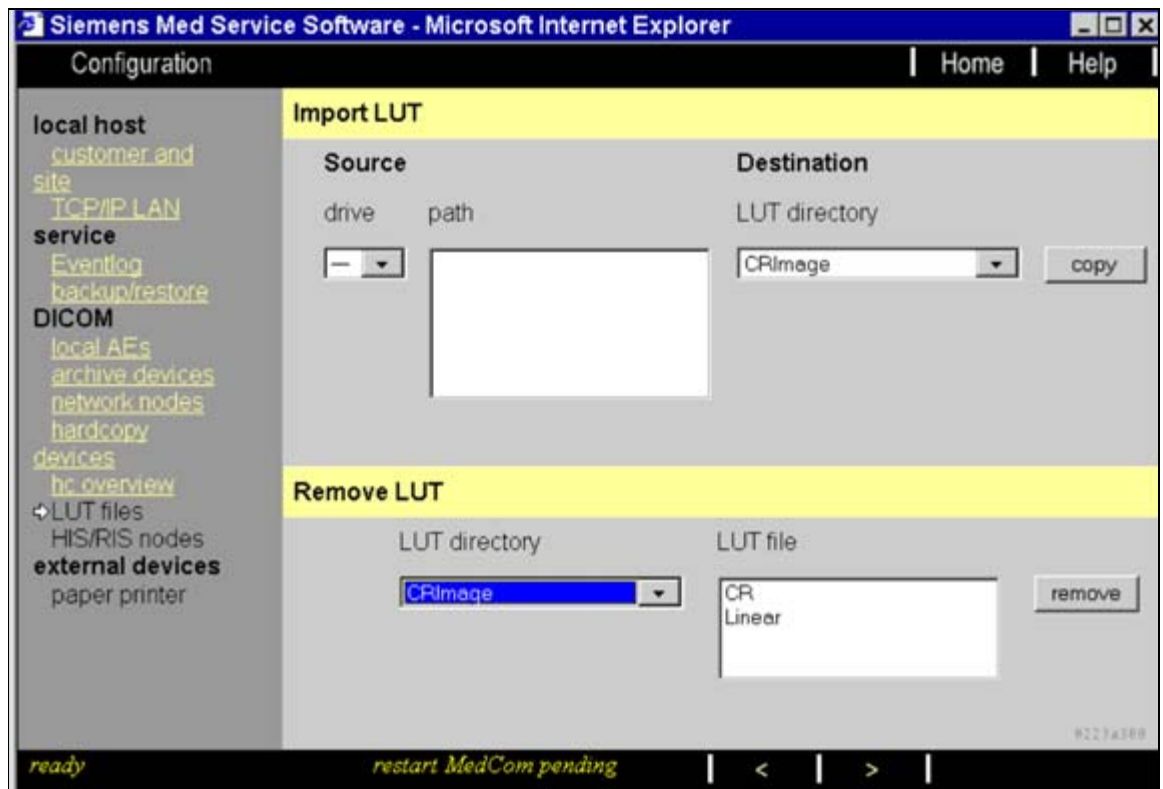 Siemens Med Service Software - Microsoft Internet Explorer
Configuration
Home
Help
local host
customer and
site
TCP/IP LAN
service
Eventlog
backup/restore
DICOM
local AEs
archive devices
network nodes
hardcopy
devices
hc overview
LUT files
HIS/RIS nodes
external devices
paper printer
Import LUT
Source
Destination
drive
path
LUT directory
---
CRImage
copy
Remove LUT
LUT directory
LUT file
CRImage
CR
Linear
remove
ready
restart MedCom pending
<
>